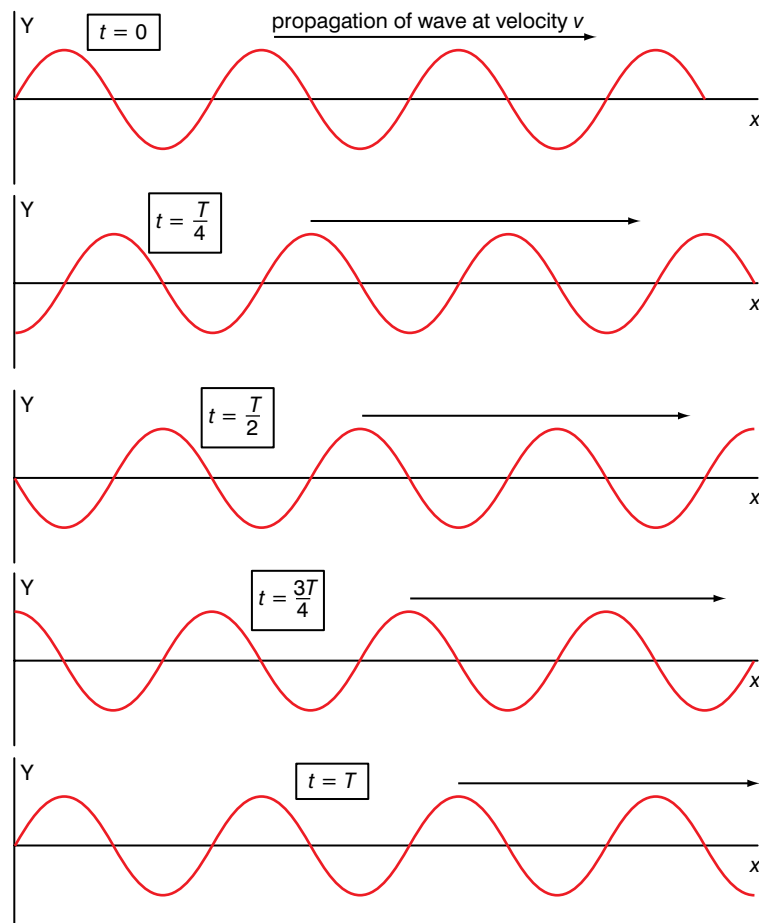 Y
t = 0
propagation of wave at velocity v
x
Y
t = T/4
x
Y
t = T/2
x
Y
t = 3T/4
x
Y
t = T
x